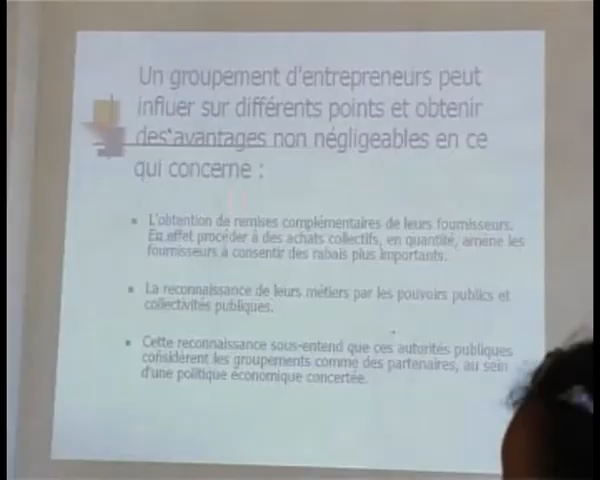 Un groupement d'entrepreneurs peut
influer sur différents points et obtenir
des avantages non négligeables en ce
qui concerne :
L'obtention de remises complémentaires de leurs fournisseurs.
En effet procéder à des achats collectifs, en quantité, amène les
fournisseurs à consentir des rabais plus importants.
La reconnaissance de leurs métiers par les pouvoirs publics et
collectivités publiques.
Cette reconnaissance sous-entend que ces autorités publiques
considèrent les groupements comme des partenaires, au sein
d'une politique économique concertée.